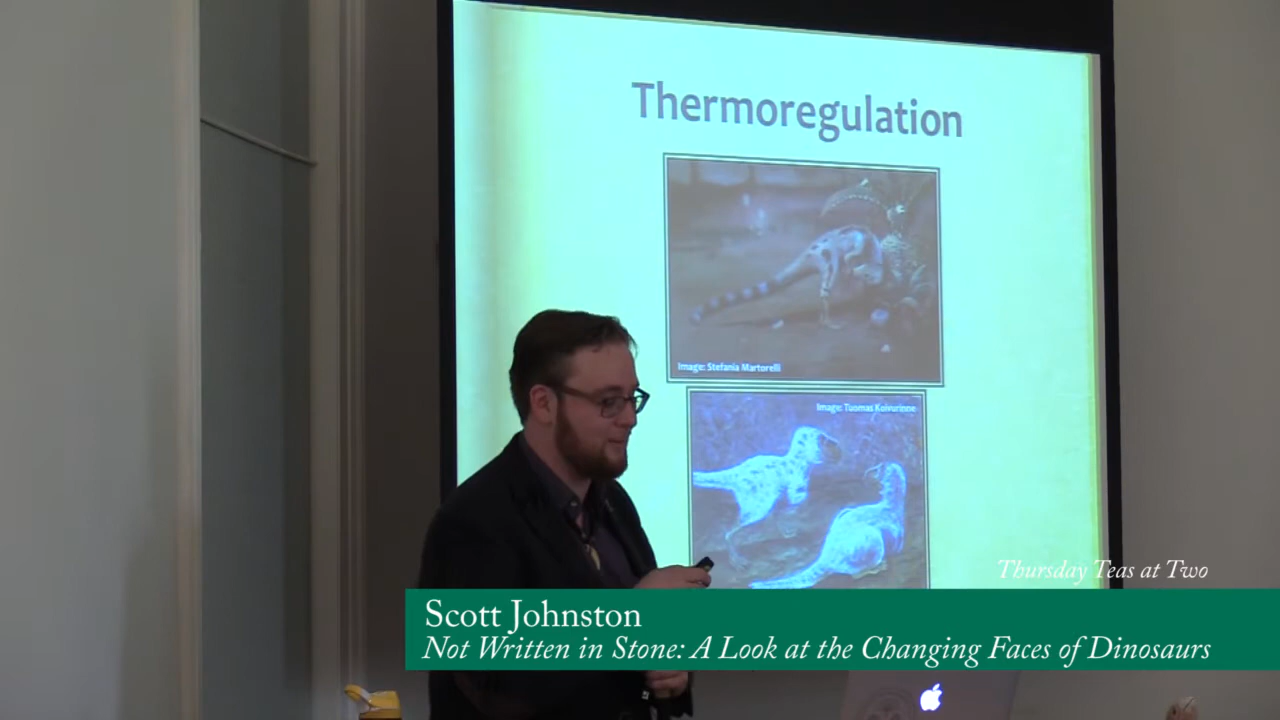 Thermoregulation
Image: Stefania Martorelli
Image: Tuomas Koivurinne
Thursday Teas at Two
Scott Johnston
Not Written in Stone: A Look at the Changing Faces of Dinosaurs